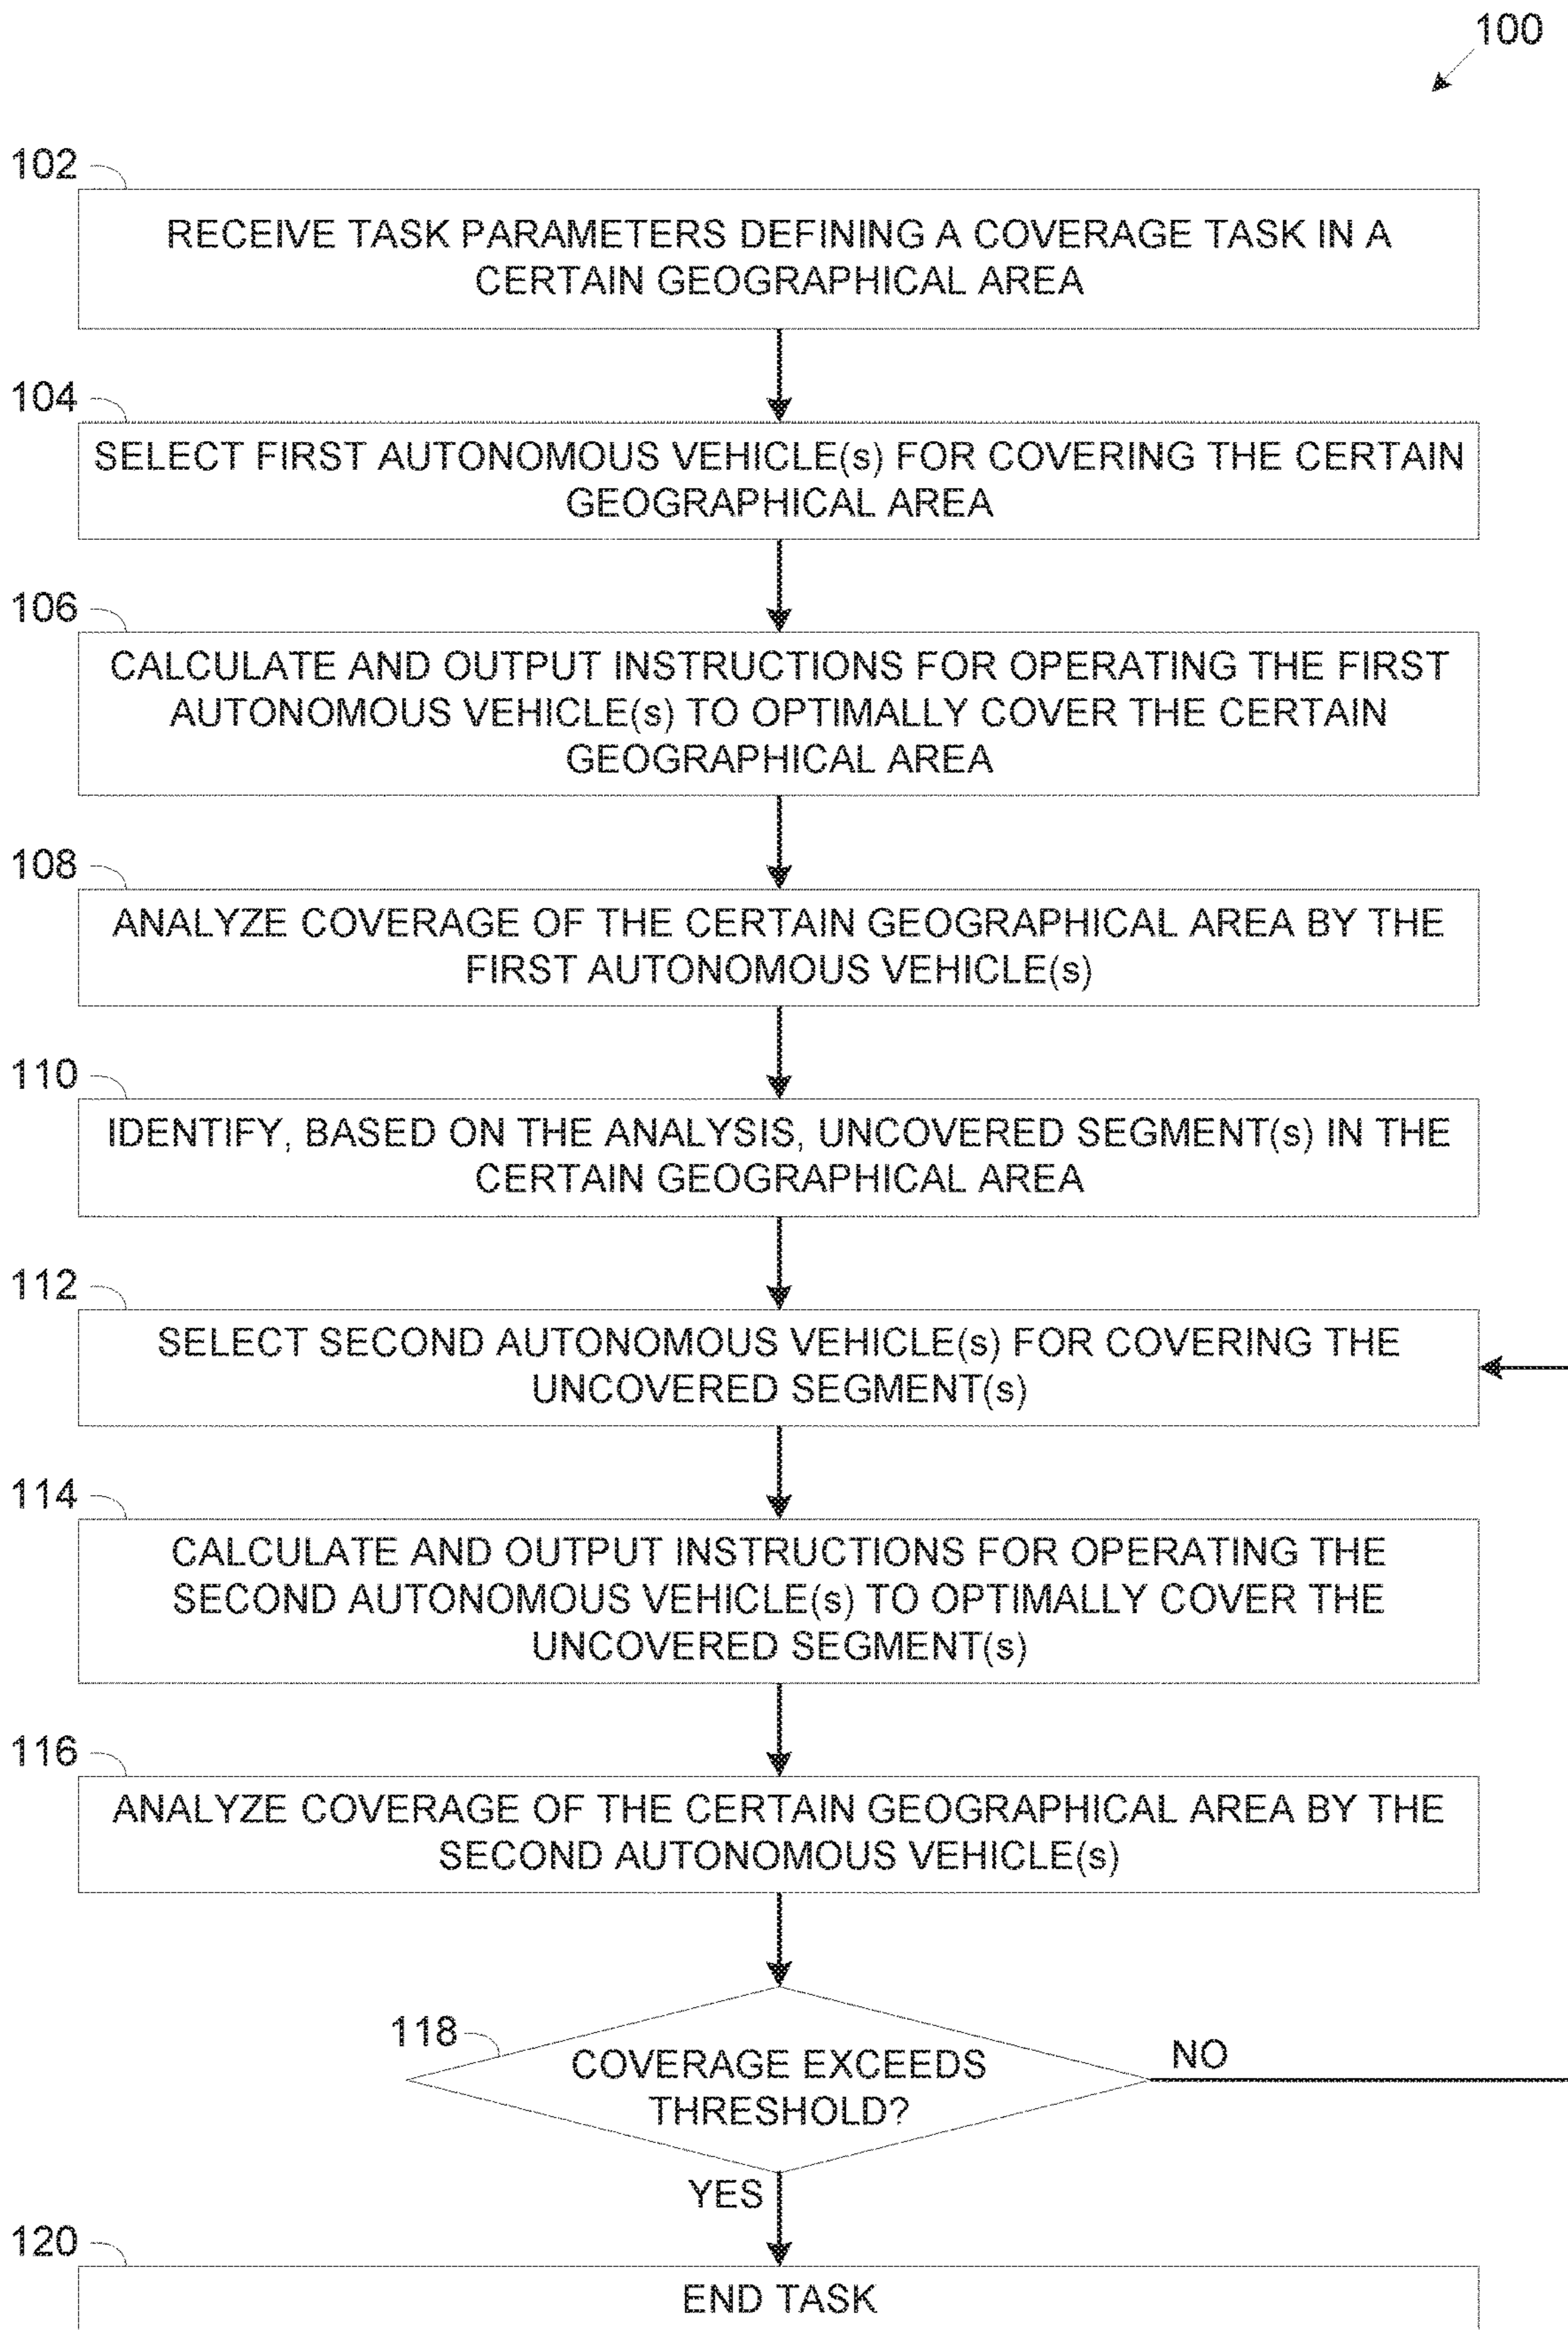 100
102
RECEIVE TASK PARAMETERS DEFINING A COVERAGE TASK IN A
CERTAIN GEOGRAPHICAL AREA
104
SELECT FIRST AUTONOMOUS VEHICLE(s) FOR COVERING THE CERTAIN
GEOGRAPHICAL AREA
106
CALCULATE AND OUTPUT INSTRUCTIONS FOR OPERATING THE FIRST
AUTONOMOUS VEHICLE(s) TO OPTIMALLY COVER THE CERTAIN
GEOGRAPHICAL AREA
108
ANALYZE COVERAGE OF THE CERTAIN GEOGRAPHICAL AREA BY THE
FIRST AUTONOMOUS VEHICLE(s)
110
IDENTIFY, BASED ON THE ANALYSIS, UNCOVERED SEGMENT(s) IN THE
CERTAIN GEOGRAPHICAL AREA
112
SELECT SECOND AUTONOMOUS VEHICLE(s) FOR COVERING THE
UNCOVERED SEGMENT(s)
114
CALCULATE AND OUTPUT INSTRUCTIONS FOR OPERATING THE
SECOND AUTONOMOUS VEHICLE(s) TO OPTIMALLY COVER THE
UNCOVERED SEGMENT(s)
116
ANALYZE COVERAGE OF THE CERTAIN GEOGRAPHICAL AREA BY THE
SECOND AUTONOMOUS VEHICLE(s)
118
COVERAGE EXCEEDS
THRESHOLD?
NO
YES
120
END TASK